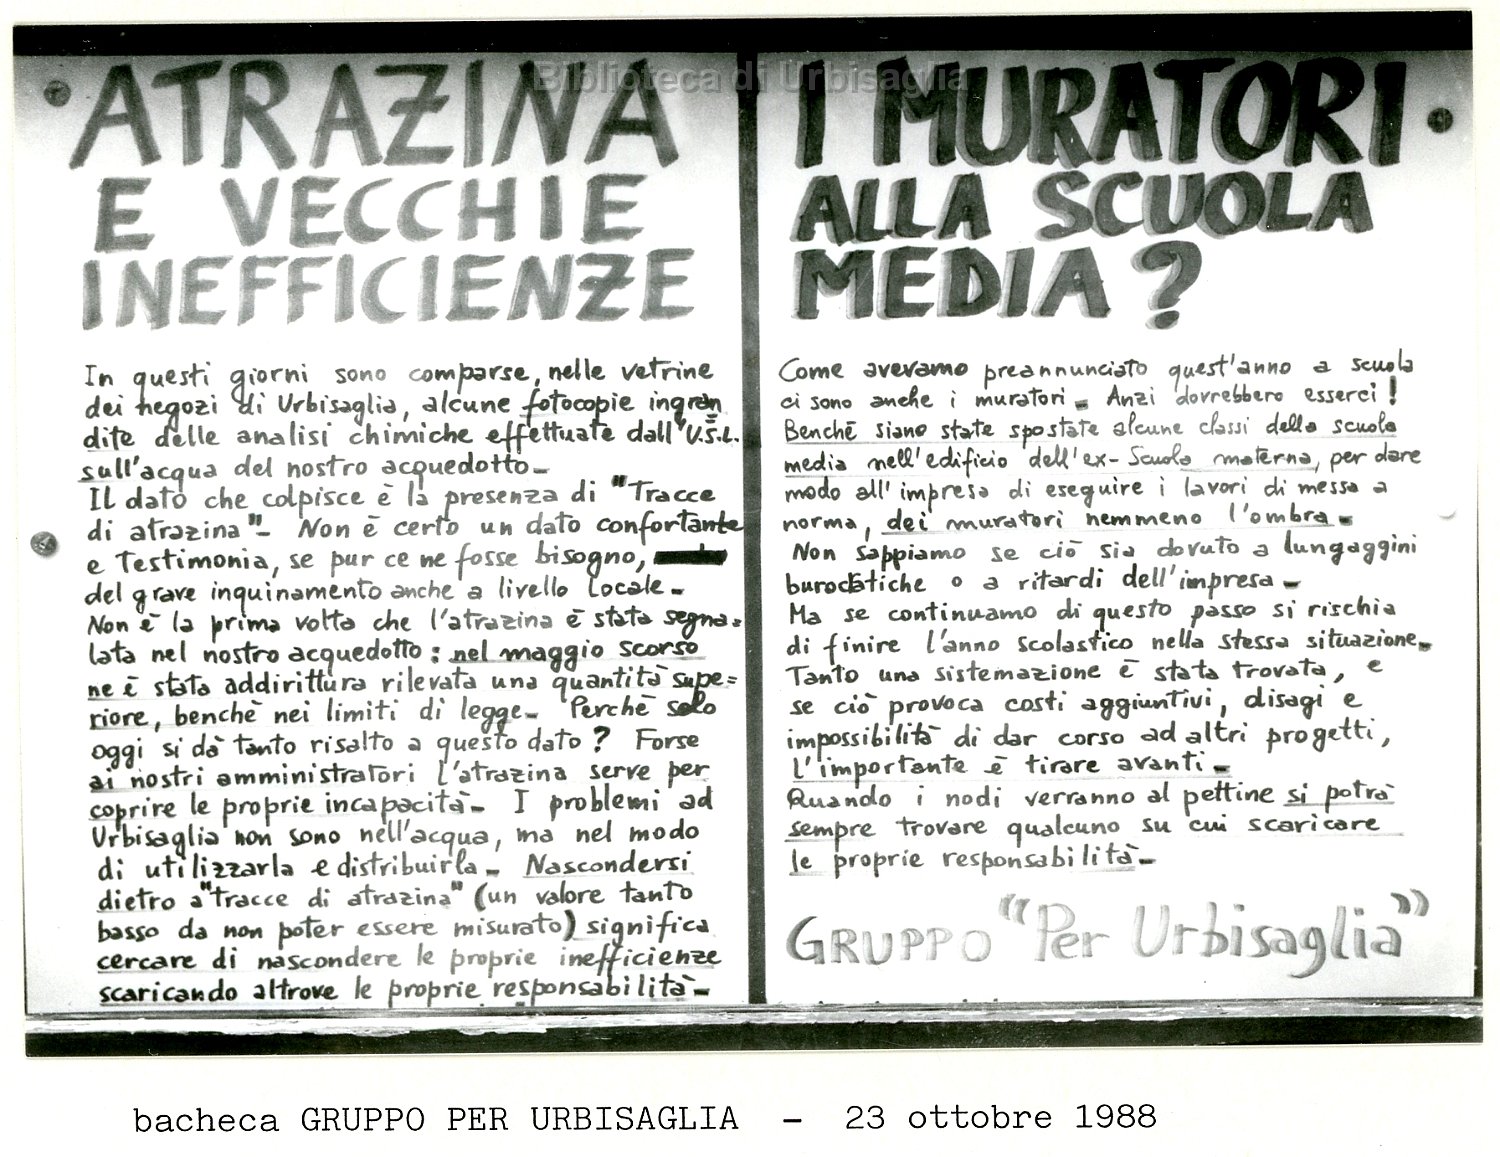 Biblioteca di Urbisaglia
ATRAZINA
E VECCHIE
INEFFICIENZE
In questi giorni sono comparse, nelle vetrine
dei negozi di Urbisaglia, alcune fotocopie ingran
dite delle analisi chimiche effettuate dall'U.S.L.
sull'acqua del nostro acquedotto-
Il dato che colpisce è la presenza di "Tracce
di atrazina"- Non è certo un dato confortante
e Testimonia, se pur ce ne fosse bisogno,
del grave inquinamento anche a livello locale-
Non è la prima volta che l'atrazina è stata segna=
lata nel nostro acquedotto: nel maggio scorso
ne è stata addirittura rilevata una quantità supe=
riore, benchè nei limiti di legge- Perchè solo
oggi si dà tanto risalto a questo dato? Forse
ai nostri amministratori l'atrazina serve per
coprire le proprie incapacità- I problemi ad
Urbisaglia non sono nell'acqua, ma nel modo
di utilizzarla e distribuirla- Nascondersi
dietro a "tracce di atrazina" (un valore tanto
basso da non poter essere misurato) significa
cercare di nascondere le proprie inefficienze
scaricando altrove le proprie responsabilità-
I MURATORI
ALLA SCUOLA
MEDIA?
Come avevamo preannunciato quest'anno a scuola
ci sono anche i muratori- Anzi dovrebbero esserci!
Benchè siano state spostate alcune classi della scuola
media nell'edificio dell'ex-Scuola materna, per dare
modo all'impresa di eseguire i lavori di messa a
norma, dei muratori nemmeno l'ombra-
Non sappiamo se ciò sia dovuto a lungaggini
burocratiche o a ritardi dell'impresa-
Ma se continuamo di questo passo si rischia
di finire l'anno scolastico nella stessa situazione-
Tanto una sistemazione è stata trovata, e
se ciò provoca costi aggiuntivi, disagi e
impossibilità di dar corso ad altri progetti,
l'importante è tirare avanti-
Quando i nodi verranno al pettine si potrà
sempre trovare qualcuno su cui scaricare
le proprie responsabilità-
GRUPPO "Per Urbisaglia"
bacheca GRUPPO PER URBISAGLIA - 23 ottobre 1988